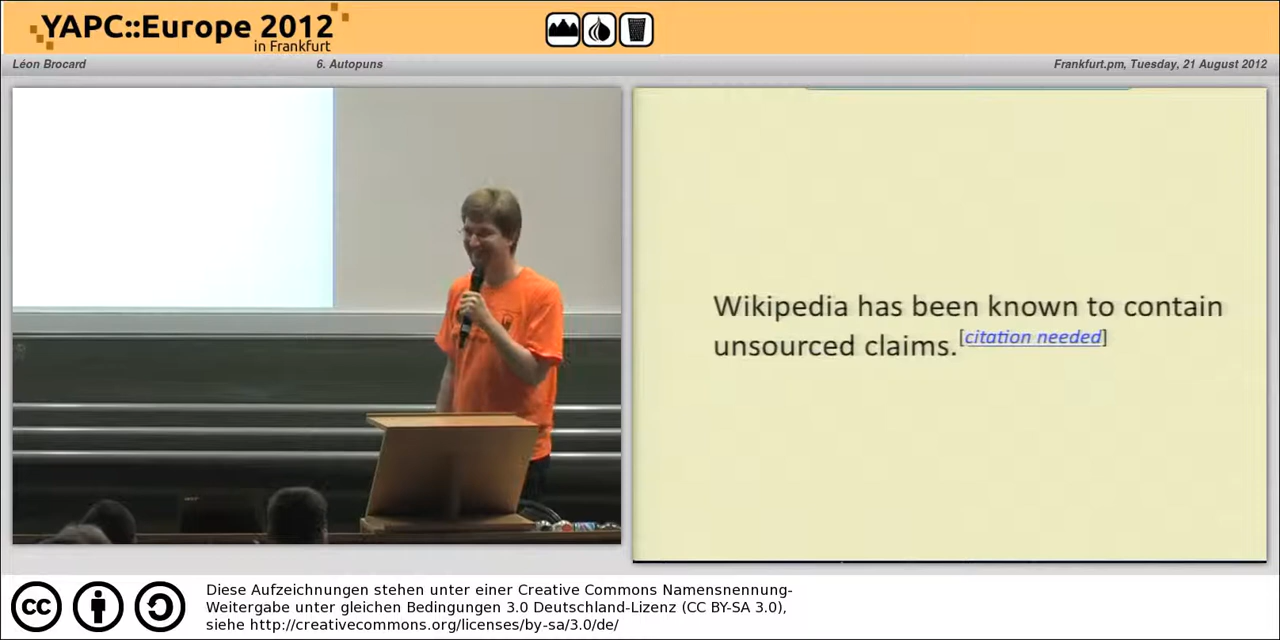 YAPC::Europe 2012
in Frankfurt
Léon Brocard
6. Autopuns
Frankfurt.pm, Tuesday, 21 August 2012
Wikipedia has been known to contain
unsourced claims.[citation needed]
cc
Diese Aufzeichnungen stehen unter einer Creative Commons Namensnennung-
Weitergabe unter gleichen Bedingungen 3.0 Deutschland-Lizenz (CC BY-SA 3.0),
siehe http://creativecommons.org/licenses/by-sa/3.0/de/